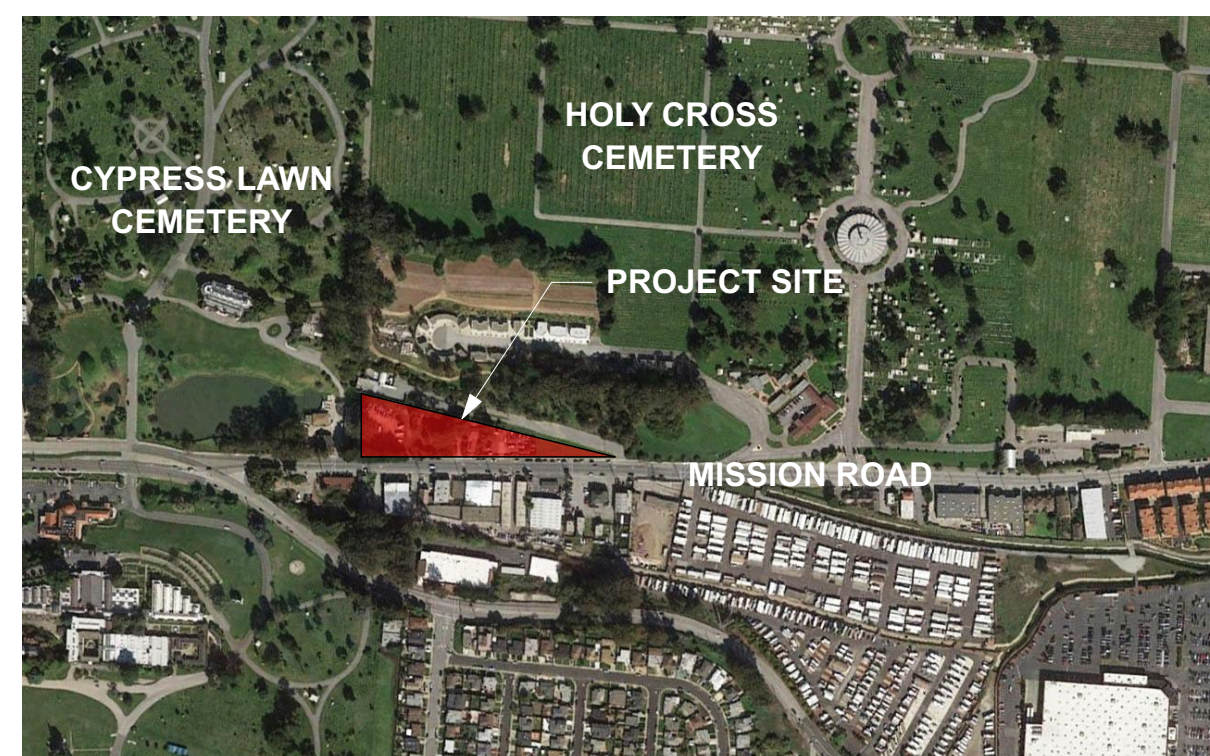 HOLY CROSS
CEMETERY
CYPRESS LAWN
CEMETERY
PROJECT SITE
MISSION ROAD